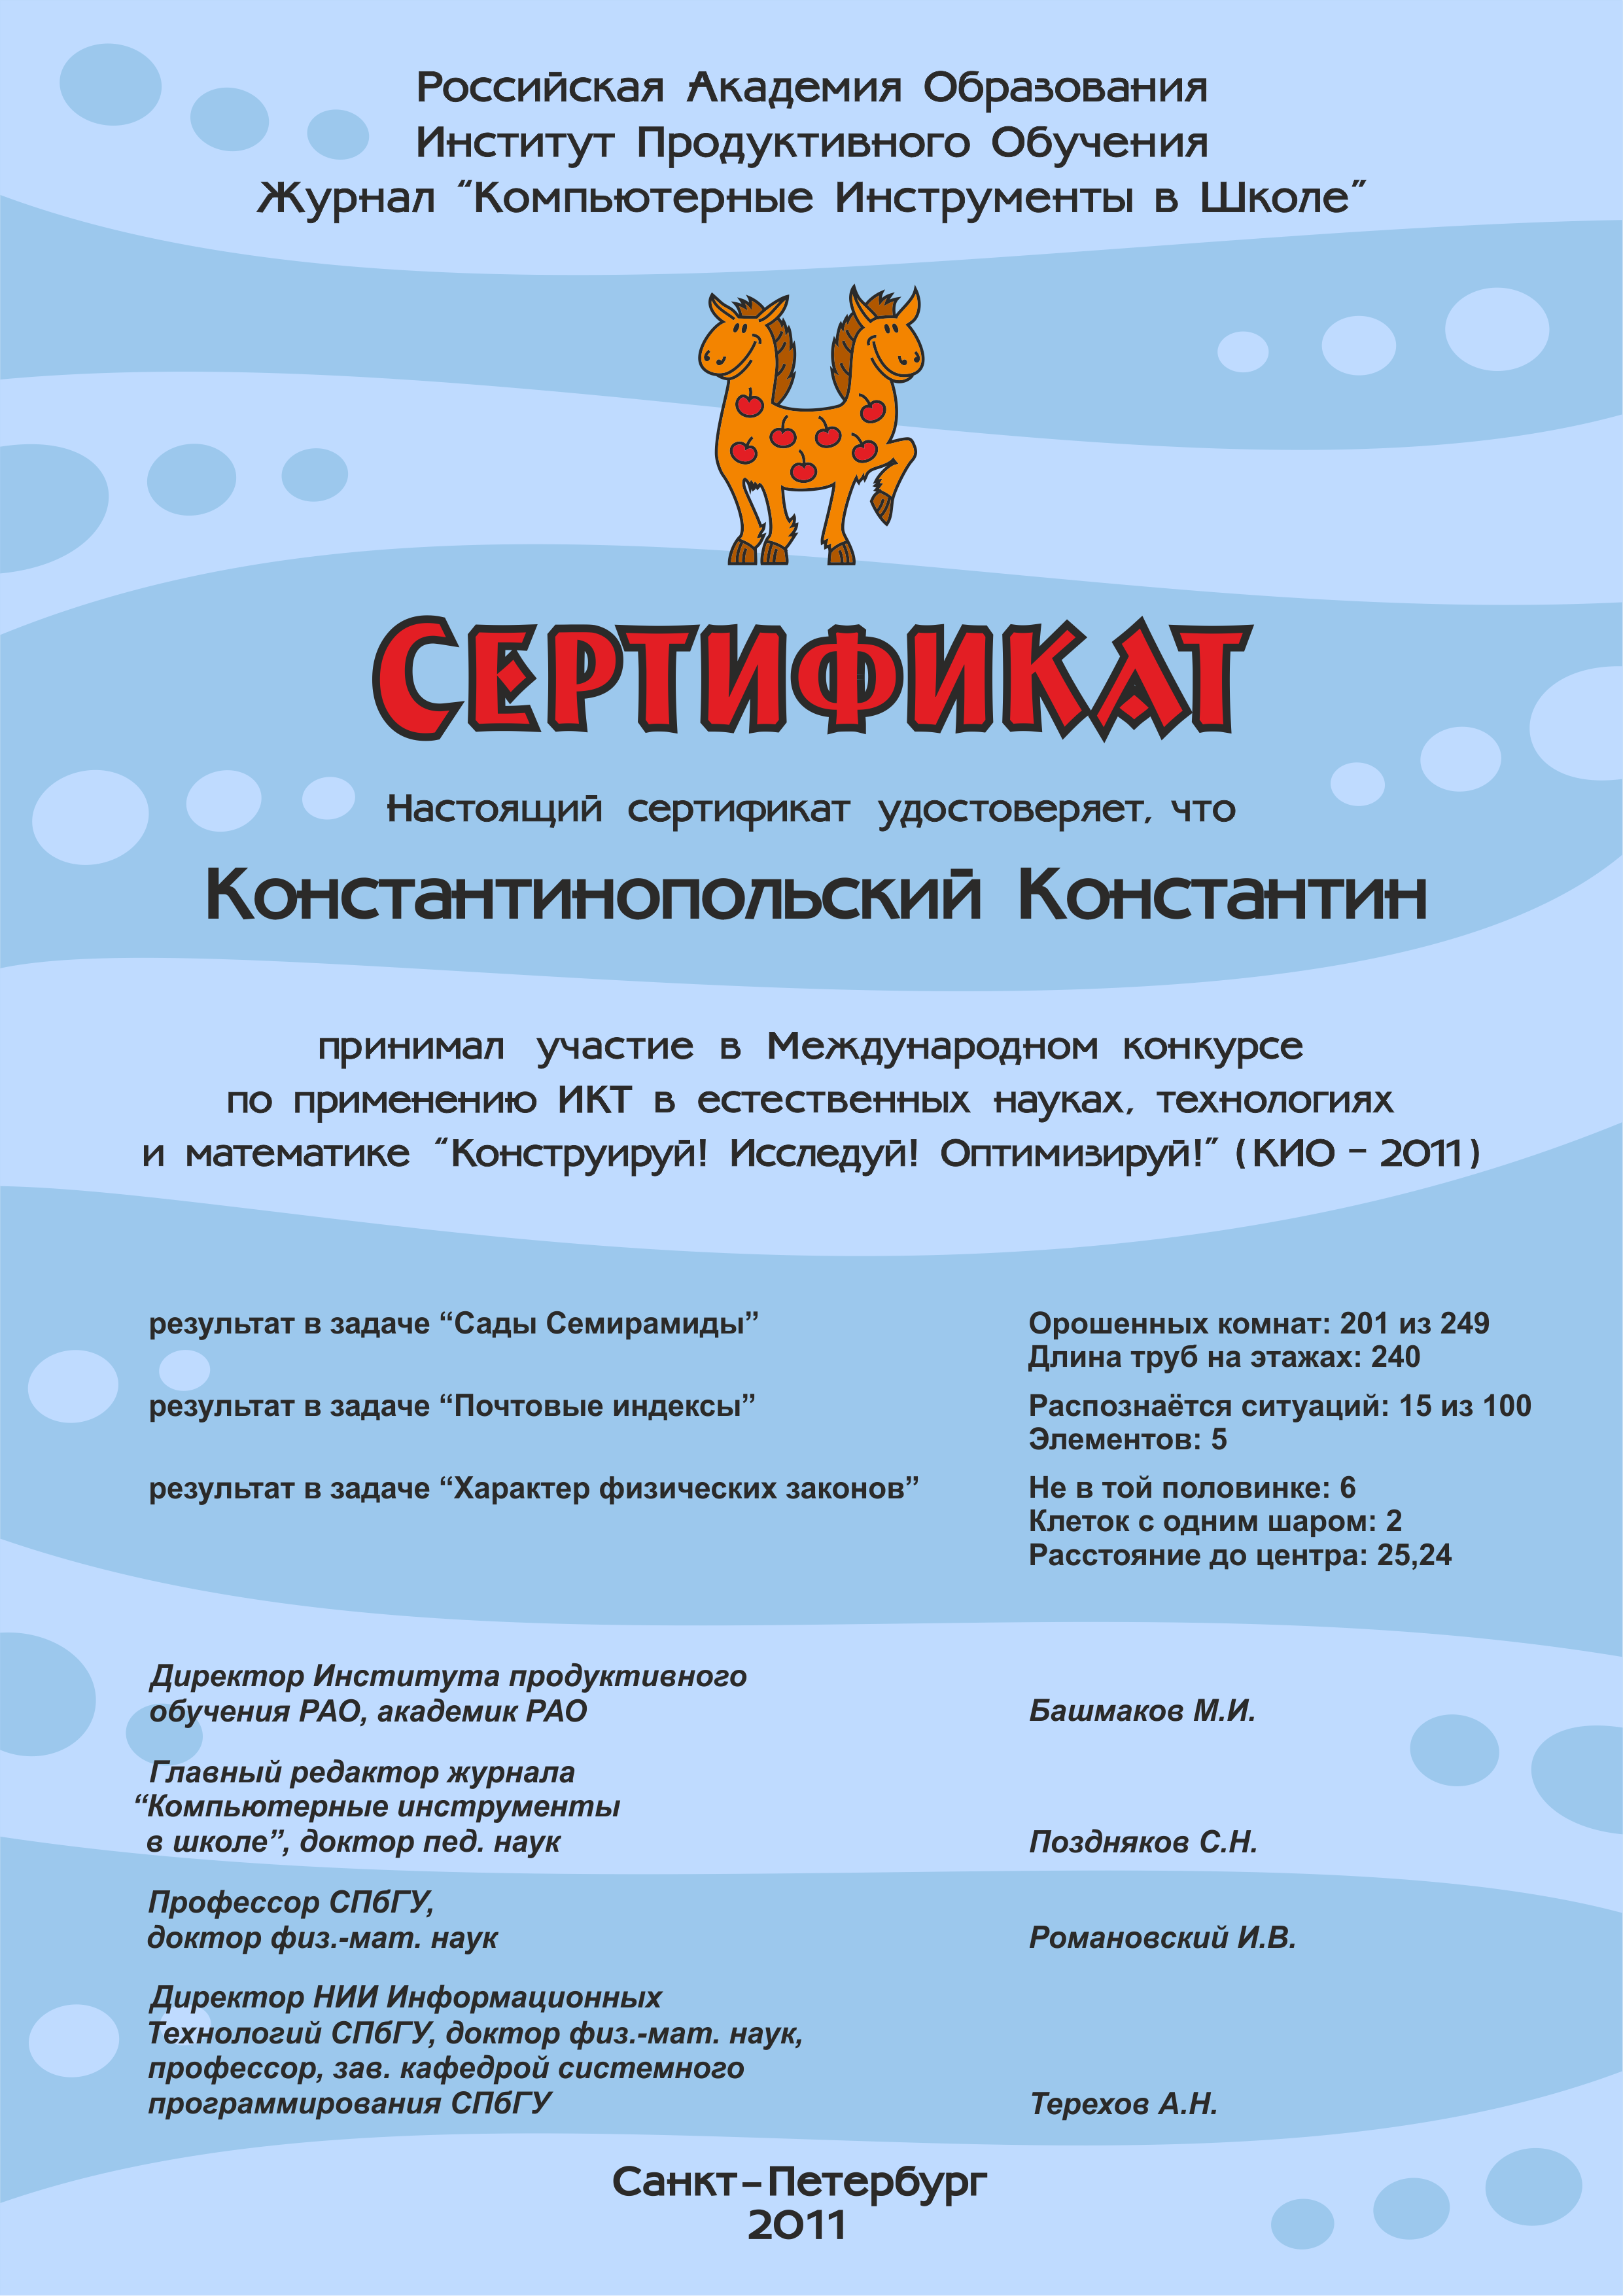 Российская Академия Образования
Институт Продуктивного Обучения
Журнал “Компьютерные Инструменты в Школе”
Сертификат
Настоящий сертификат удостоверяет, что
Константинопольский Константин
принимал участие в Международном конкурсе
по применению ИКТ в естественных науках, технологиях
и математике “Конструируй! Исследуй! Оптимизируй!” (КИО – 2011)
результат в задаче “Сады Семирамиды”
Орошенных комнат: 201 из 249
Длина труб на этажах: 240
результат в задаче “Почтовые индексы”
Распознаётся ситуаций: 15 из 100
Элементов: 5
результат в задаче “Характер физических законов”
Не в той половинке: 6
Клеток с одним шаром: 2
Расстояние до центра: 25,24
Директор Института продуктивного
обучения РАО, академик РАО
Башмаков М.И.
Главный редактор журнала
“Компьютерные инструменты
в школе”, доктор пед. наук
Поздняков С.Н.
Профессор СПбГУ,
доктор физ.-мат. наук
Романовский И.В.
Директор НИИ Информационных
Технологий СПбГУ, доктор физ.-мат. наук,
профессор, зав. кафедрой системного
программирования СПбГУ
Терехов А.Н.
Санкт-Петербург
2011